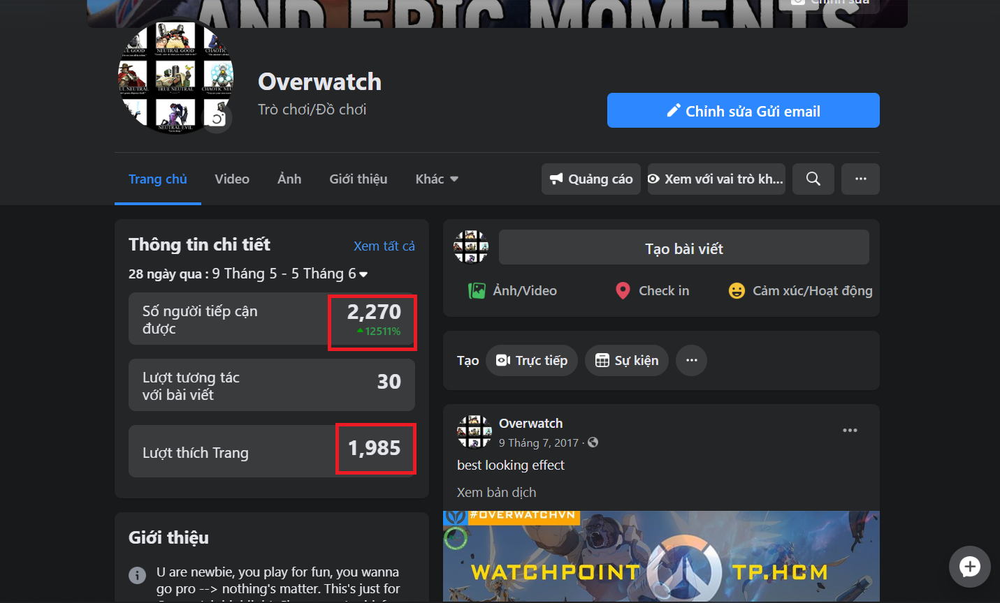 AND EPIC MOMENTS
Chỉnh sửa
NEUTRAL GOOD
CHAOTIC
TRUE NEUTRAL
NEUTRAL EVIL
Overwatch
Trò chơi/Đồ chơi
Chỉnh sửa Gửi email
Trang chủ
Video
Ảnh
Giới thiệu
Khác
Quảng cáo
Xem với vai trò kh...
Thông tin chi tiết
Xem tất cả
28 ngày qua : 9 Tháng 5 - 5 Tháng 6
Số người tiếp cận
được
2,270
12511%
Lượt tương tác
với bài viết
30
Lượt thích Trang
1,985
Giới thiệu
U are newbie, you play for fun, you wanna
go pro --> nothing's matter. This's just for
Tạo bài viết
Ảnh/Video
Check in
Cảm xúc/Hoạt động
Tạo
Trực tiếp
Sự kiện
Overwatch
9 Tháng 7, 2017 ·
best looking effect
Xem bản dịch
#OVERWATCHVN
WATCHPOINT
TP.HCM